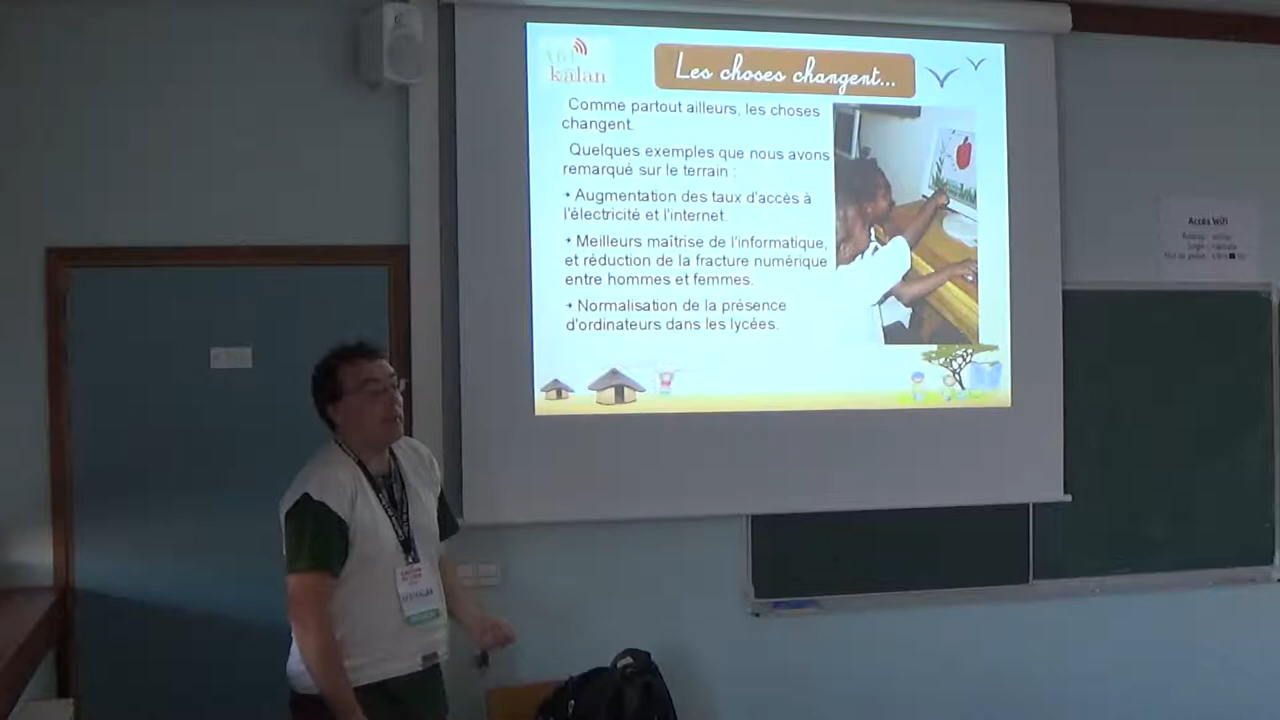 kalan
Les choses changent...
Comme partout ailleurs, les choses
changent.
Quelques exemples que nous avons
remarqué sur le terrain :
• Augmentation des taux d'accès à
l'électricité et l'internet.
• Meilleurs maîtrise de l'informatique,
et réduction de la fracture numérique
entre hommes et femmes.
• Normalisation de la présence
d'ordinateurs dans les lycées.
Accès Wifi